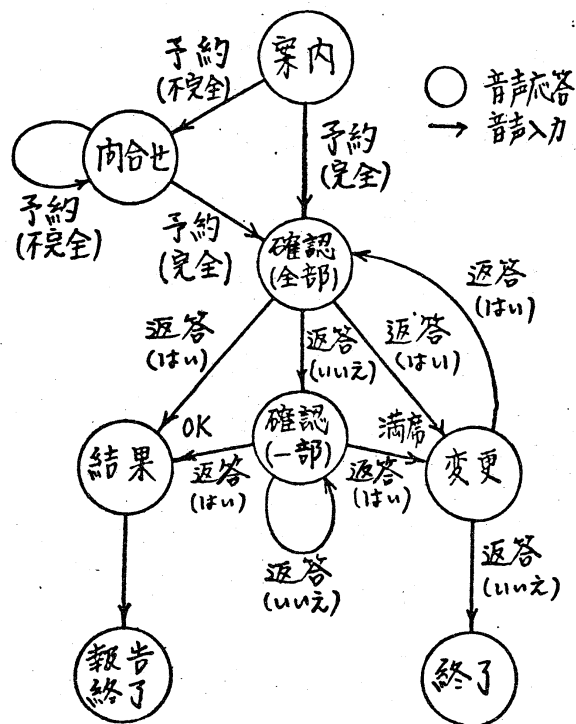 案内
音声応答
音声入力
予約
(不完全)
予約
(完全)
問合せ
予約
(不完全)
予約
(完全)
確認
(全部)
返答
(はい)
返答
(はい)
返答
(いいえ)
返答
(はい)
OK
確認
(一部)
満席
結果
返答
(はい)
返答
(はい)
変更
返答
(いいえ)
返答
(いいえ)
報告
終了
終了